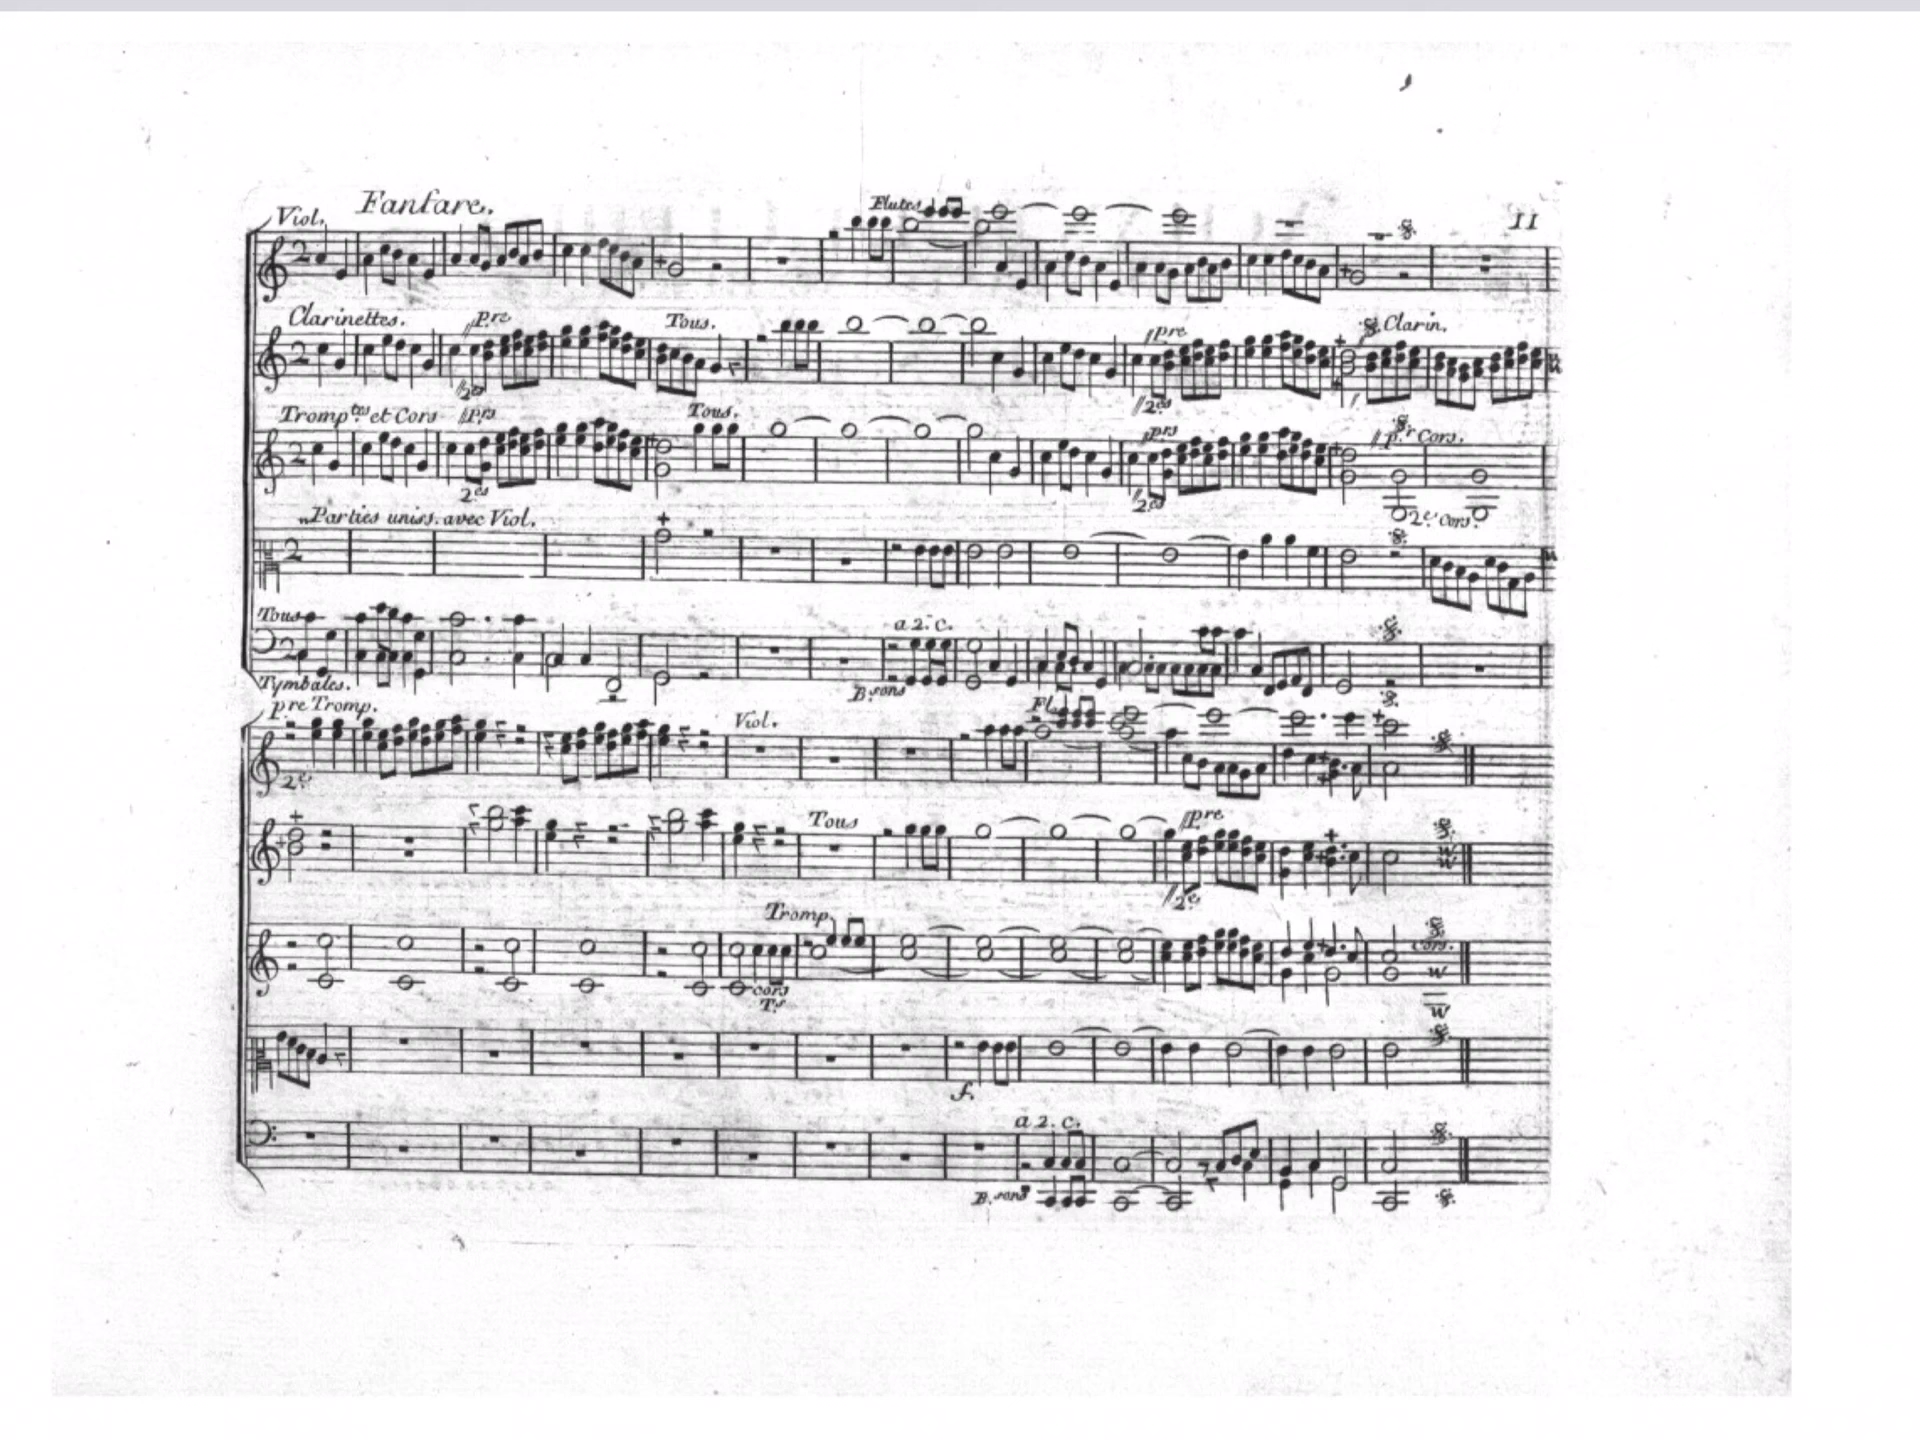 Fanfare.
11
Viol.
Flutes
Clarinettes.
pre
Tous.
pre
Clarin.
2es
2es
Tromp.tes et Cors
prs
Tous.
prs
pr Cors.
2es
2es
2e. Cors.
Parties uniss. avec Viol.
Tous
a 2. c.
Tymbales.
B.sons
pre Tromp.
Viol.
Fl.
2e.
Tous
pre
2e.
Tromp.
cors.
cors
T.s
f.
a 2. c.
B.sons